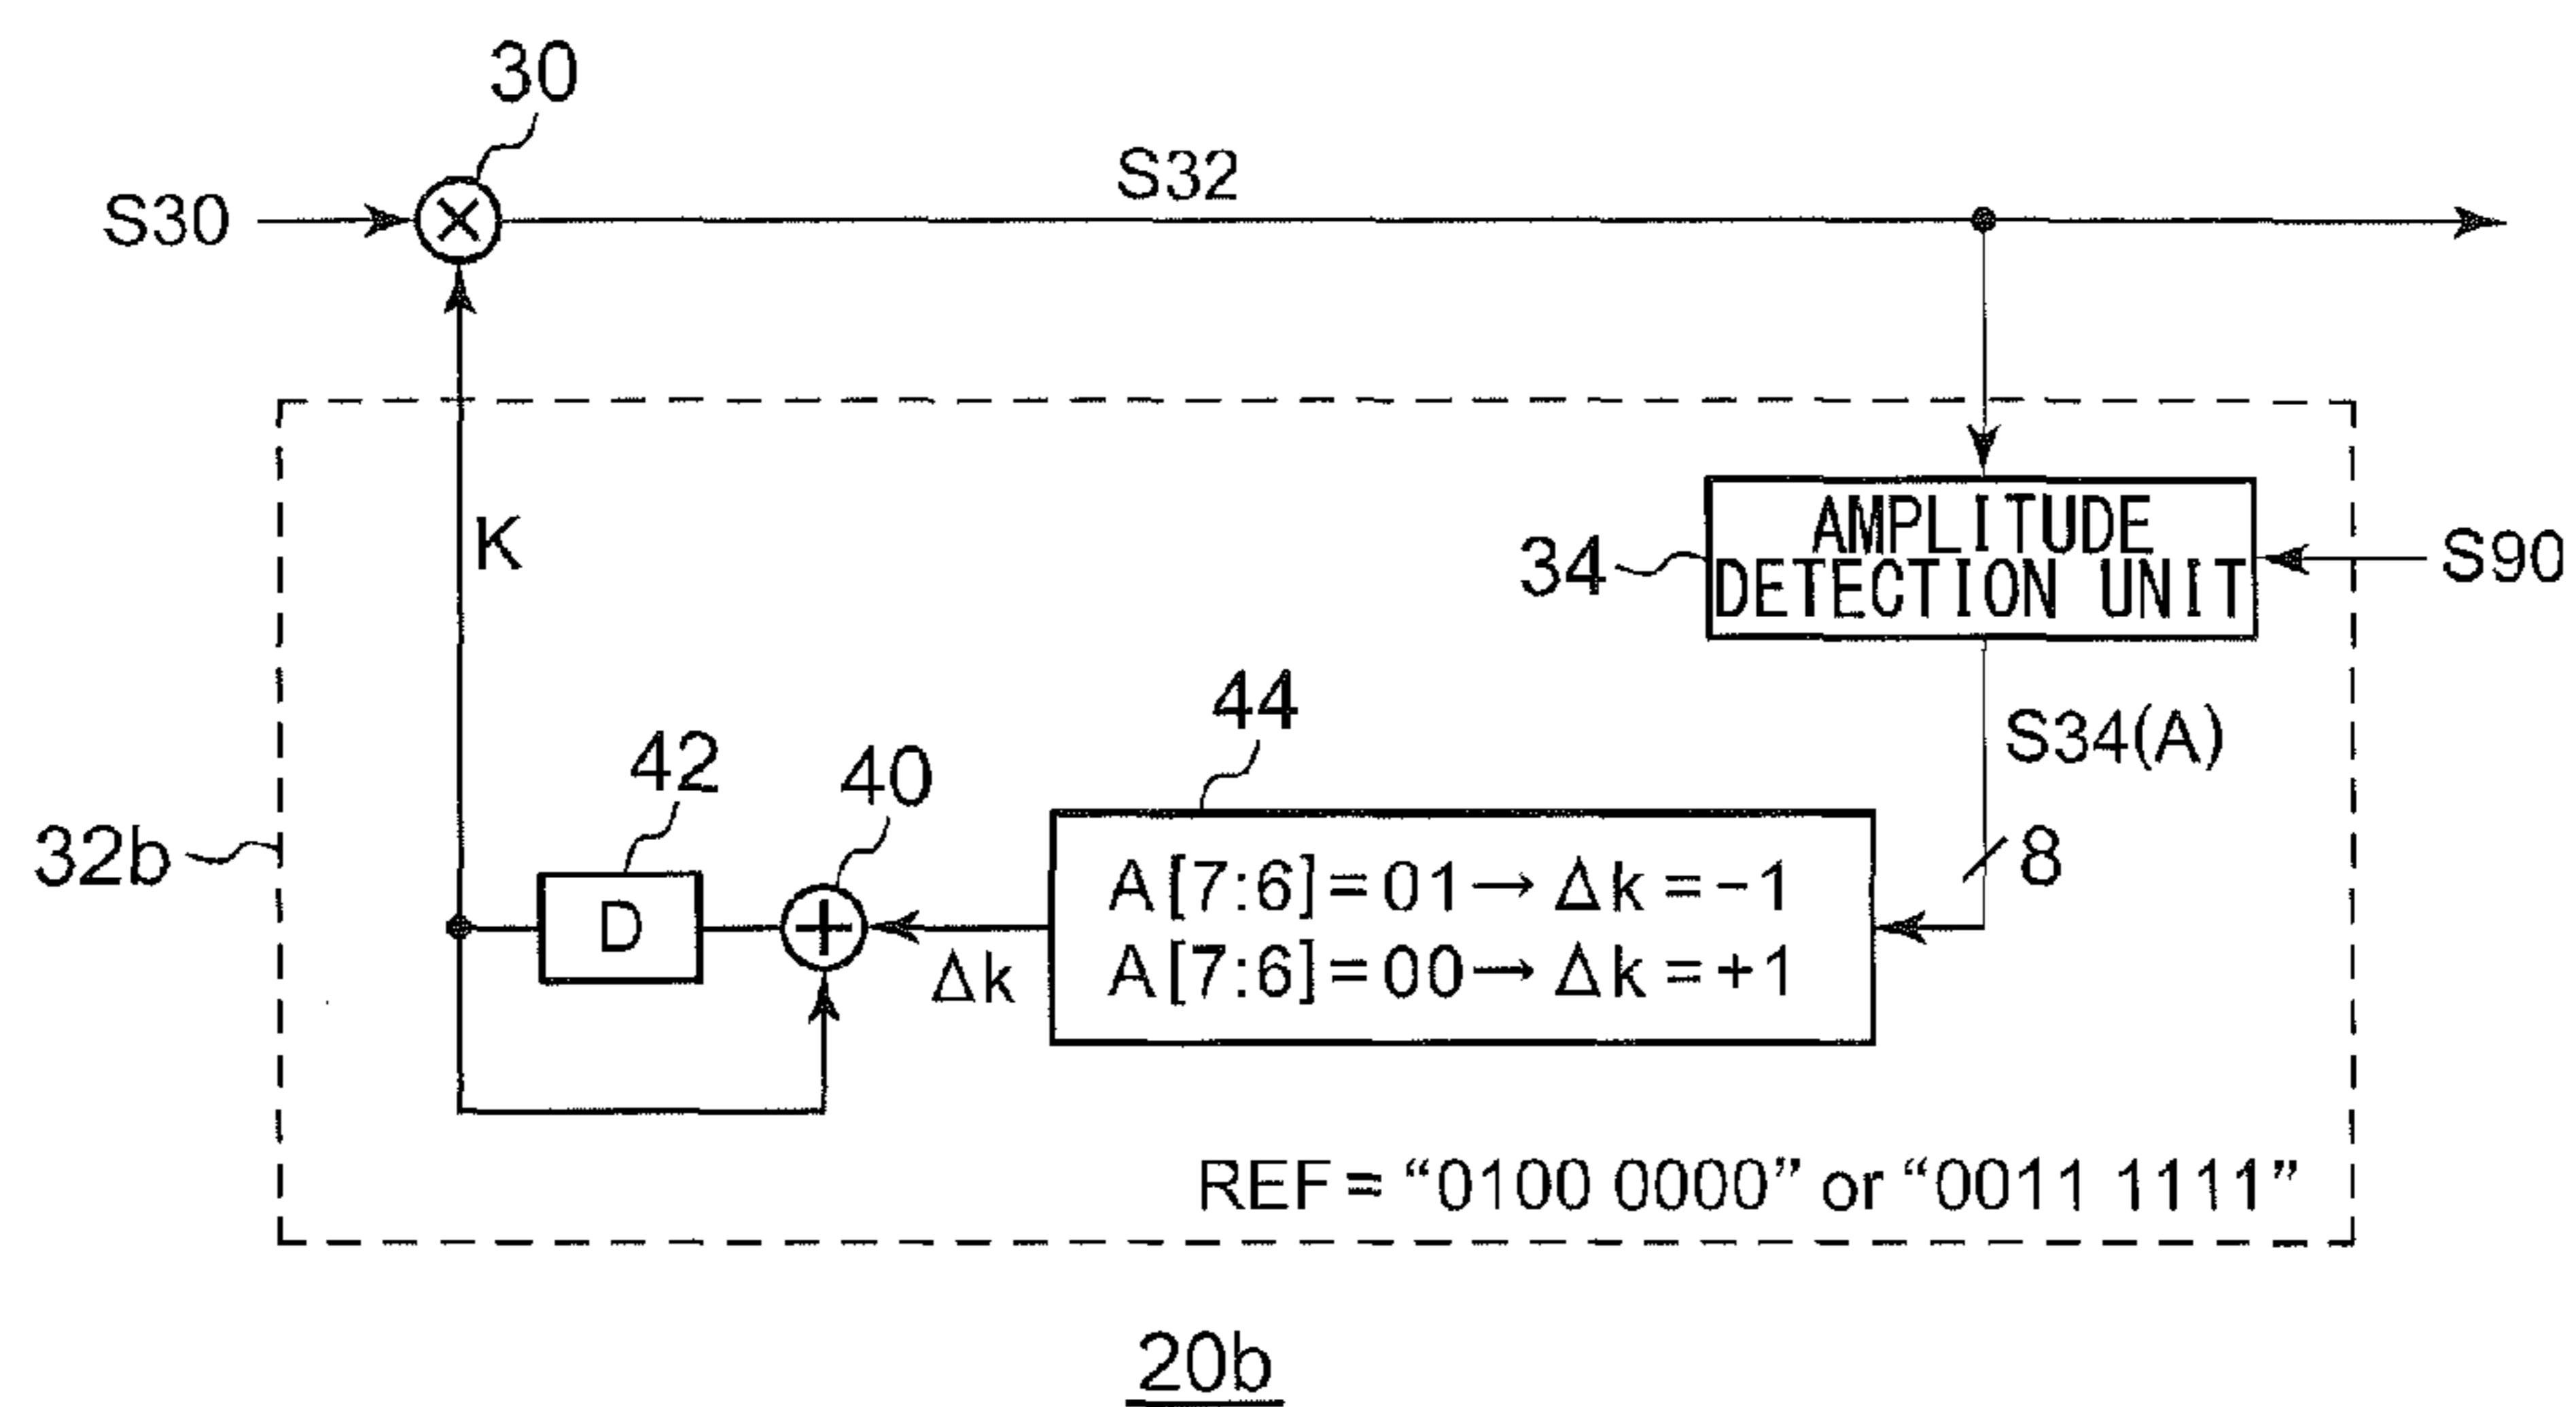 30
S30
S32
K
AMPLITUDE
DETECTION UNIT
34
S90
S34(A)
8
44
42
40
32b
D
Δk
A[7:6]=01→Δk=-1
A[7:6]=00→Δk=+1
REF= “0100 0000” or “0011 1111”
20b